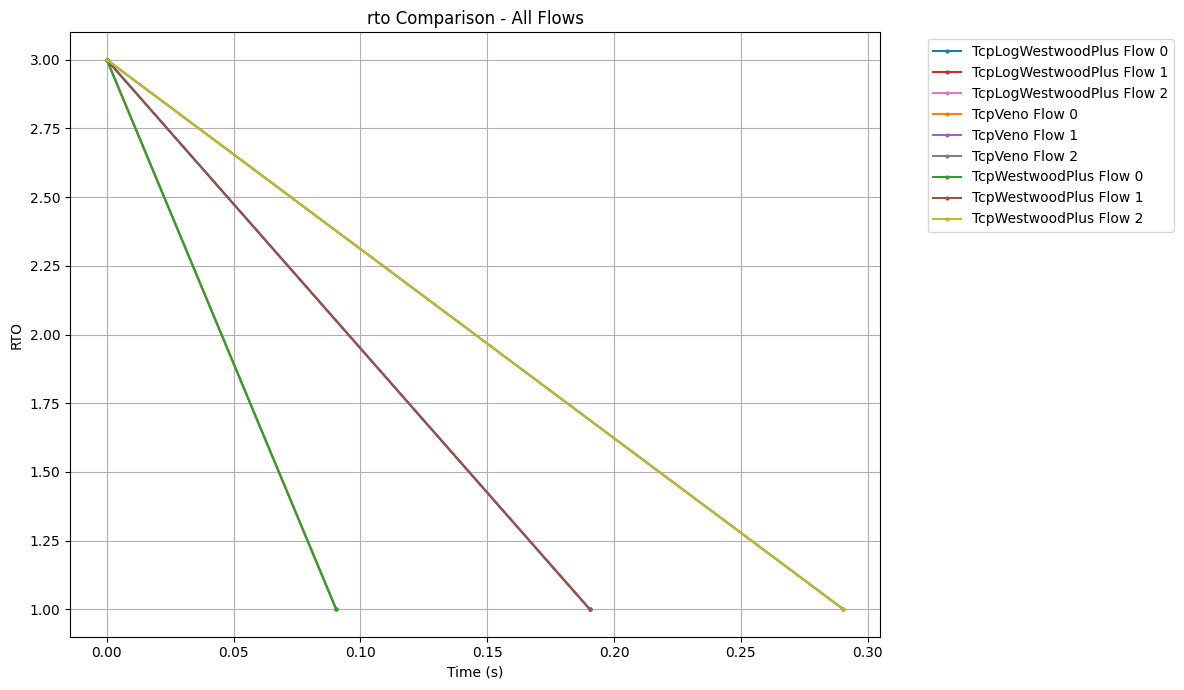 rto Comparison - All Flows
TcpLogWestwoodPlus Flow 0
TcpLogWestwoodPlus Flow 1
TcpLogWestwoodPlus Flow 2
TcpVeno Flow 0
TcpVeno Flow 1
TcpVeno Flow 2
TcpWestwoodPlus Flow 0
TcpWestwoodPlus Flow 1
TcpWestwoodPlus Flow 2
3.00
2.75
2.50
2.25
2.00
1.75
1.50
1.25
1.00
RTO
0.00 0.05 0.10 0.15 0.20 0.25 0.30
Time (s)